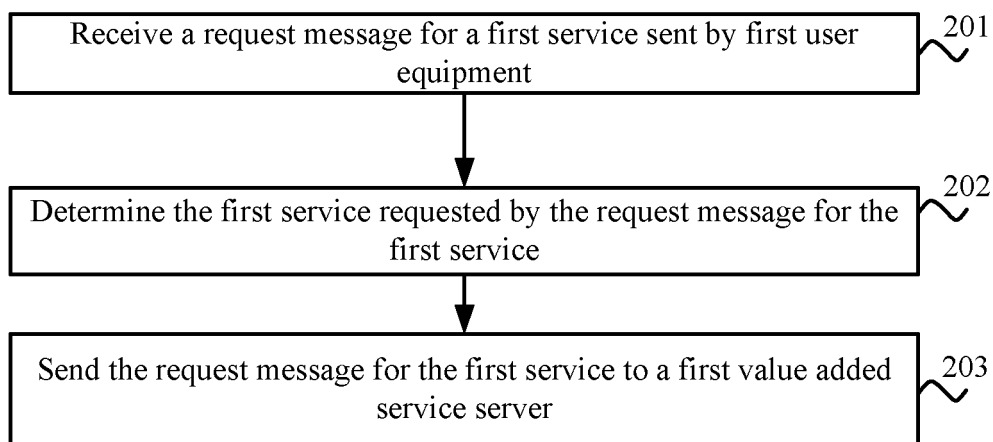 Receive a request message for a first service sent by first user
equipment
201
Determine the first service requested by the request message for the
first service
202
Send the request message for the first service to a first value added
service server
203